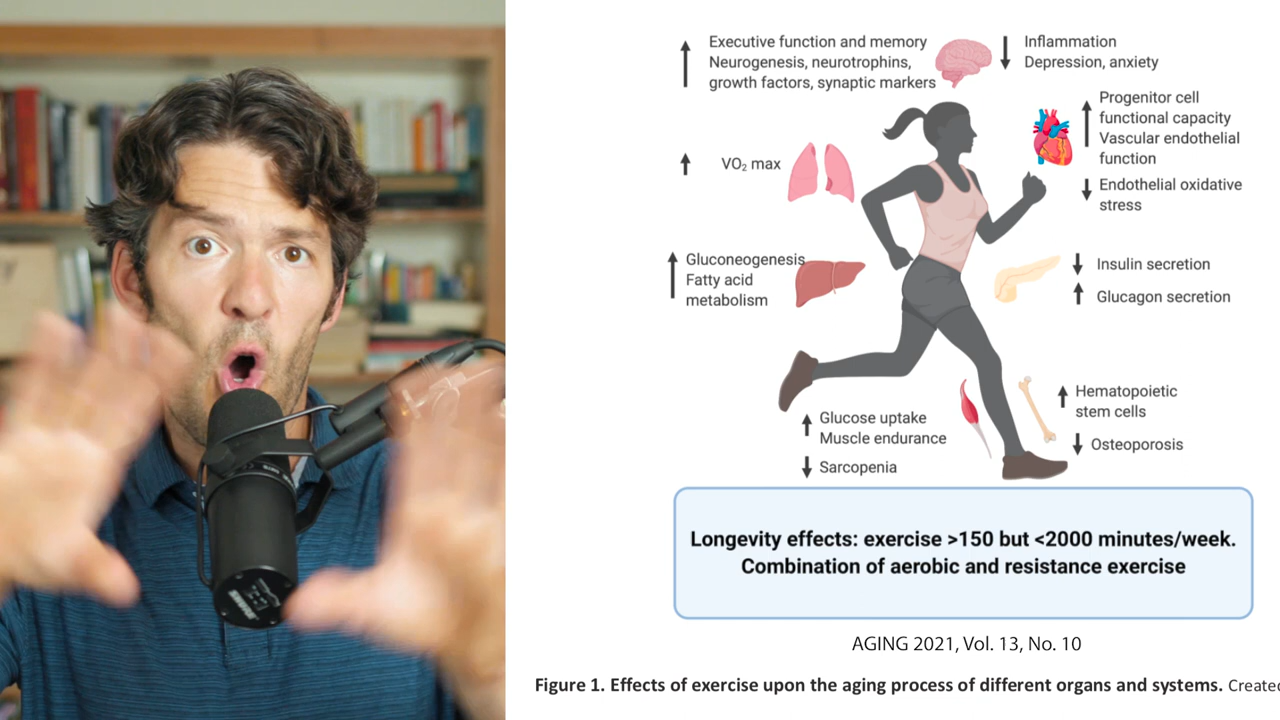 Executive function and memory
Neurogenesis, neurotrophins,
growth factors, synaptic markers
Inflammation
Depression, anxiety
Progenitor cell
functional capacity
Vascular endothelial
function
Endothelial oxidative
stress
VO₂ max
Gluconeogenesis
Fatty acid
metabolism
Insulin secretion
Glucagon secretion
Hematopoietic
stem cells
Osteoporosis
Glucose uptake
Muscle endurance
Sarcopenia
Longevity effects: exercise >150 but <2000 minutes/week.
Combination of aerobic and resistance exercise
AGING 2021, Vol. 13, No. 10
Figure 1. Effects of exercise upon the aging process of different organs and systems. Created